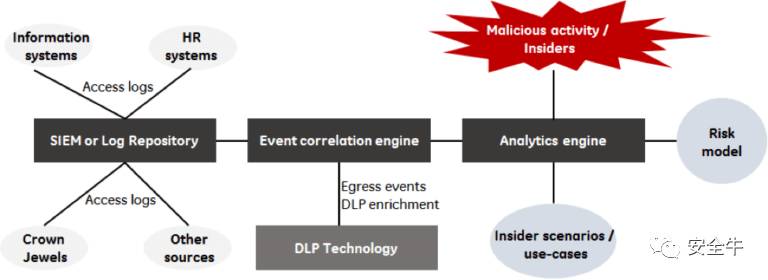 Information
systems
HR
systems
Malicious activity /
Insiders
Access logs
SIEM or Log Repository
Event correlation engine
Analytics engine
Risk
model
Access logs
Egress events
DLP enrichment
Crown
Jewels
Other
sources
DLP Technology
Insider scenarios /
use-cases
安全牛